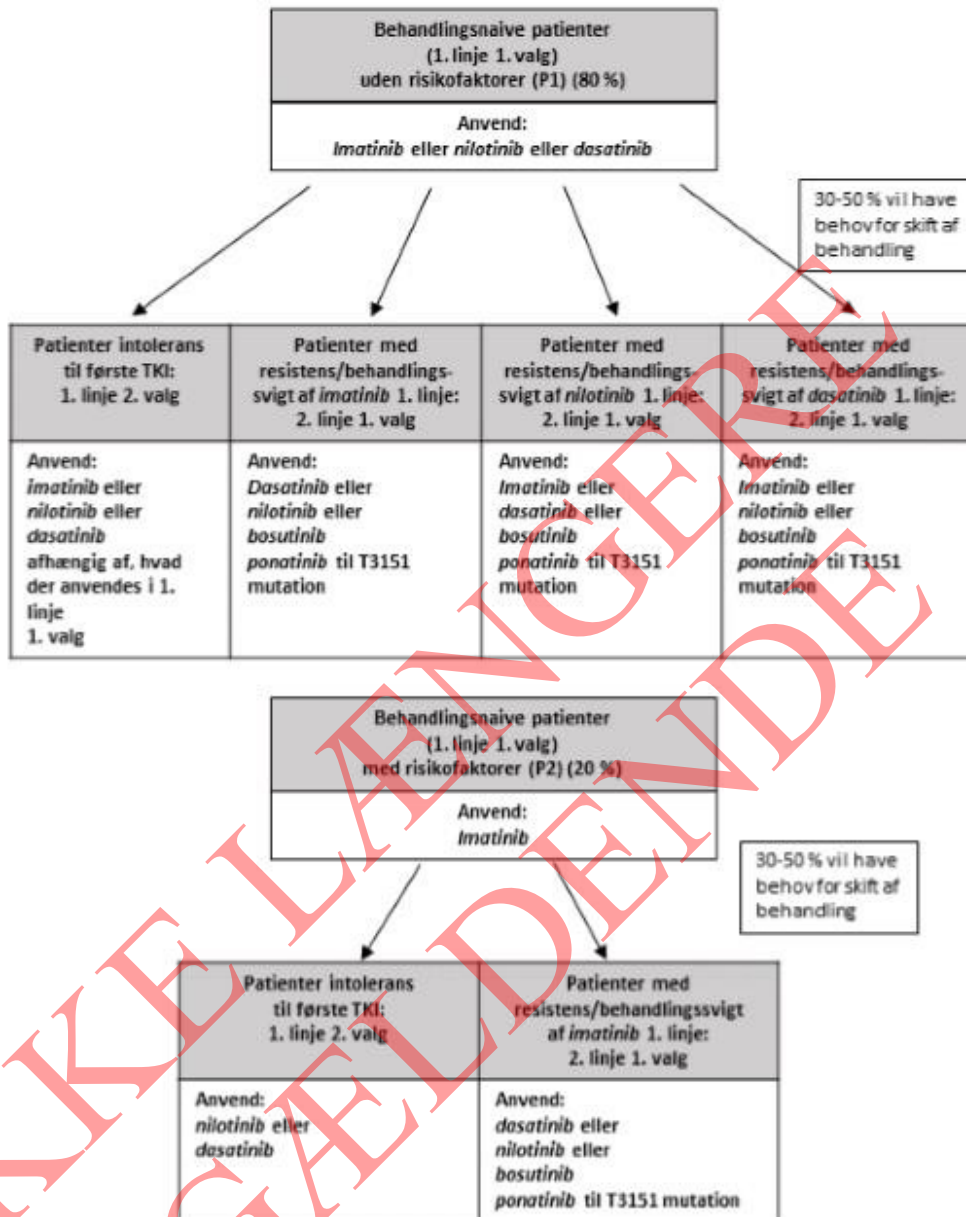 Behandlingsnaive patienter
(1. linje 1. valg)
uden risikofaktorer (P1) (80 %)
Anvend:
Imatinib eller nilotinib eller dasatinib
30-50 % vil have
behov for skift af
behandling
Patienter intolerans
til første TKI:
1. linje 2. valg
Anvend:
imatinib eller
nilotinib eller
dasatinib
afhængig af, hvad
der anvendes i 1.
linje
1. valg
Patienter med
resistens/behandlings-
svigt af imatinib 1. linje:
2. linje 1. valg
Anvend:
Dasatinib eller
nilotinib eller
bosutinib
ponatinib til T3151
mutation
Patienter med
resistens/behandlings-
svigt af nilotinib 1. linje:
2. linje 1. valg
Anvend:
Imatinib eller
dasatinib eller
bosutinib
ponatinib til T3151
mutation
Patienter med
resistens/behandlings-
svigt af dasatinib 1. linje:
2. linje 1. valg
Anvend:
Imatinib eller
nilotinib eller
bosutinib
ponatinib til T3151
mutation
Behandlingsnaive patienter
(1. linje 1. valg)
med risikofaktorer (P2) (20 %)
Anvend:
Imatinib
30-50 % vil have
behov for skift af
behandling
Patienter intolerans
til første TKI:
1. linje 2. valg
Anvend:
nilotinib eller
dasatinib
Patienter med
resistens/behandlingssvigt
af imatinib 1. linje:
2. linje 1. valg
Anvend:
dasatinib eller
nilotinib eller
bosutinib
ponatinib til T3151 mutation
KKE LÆNGERE
GÆLDENDE